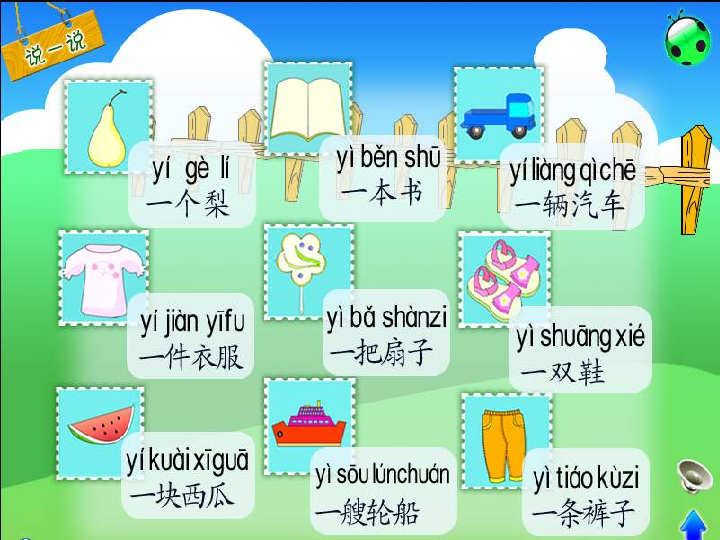 说一说
yí gè lí
一个梨
yì běn shū
一本书
yí liàng qì chē
一辆汽车
yí jiàn yīfu
一件衣服
yì bǎ shànzi
一把扇子
yì shuāng xié
一双鞋
yí kuài xīguā
一块西瓜
yì sōu lúnchuán
一艘轮船
yì tiáo kùzi
一条裤子